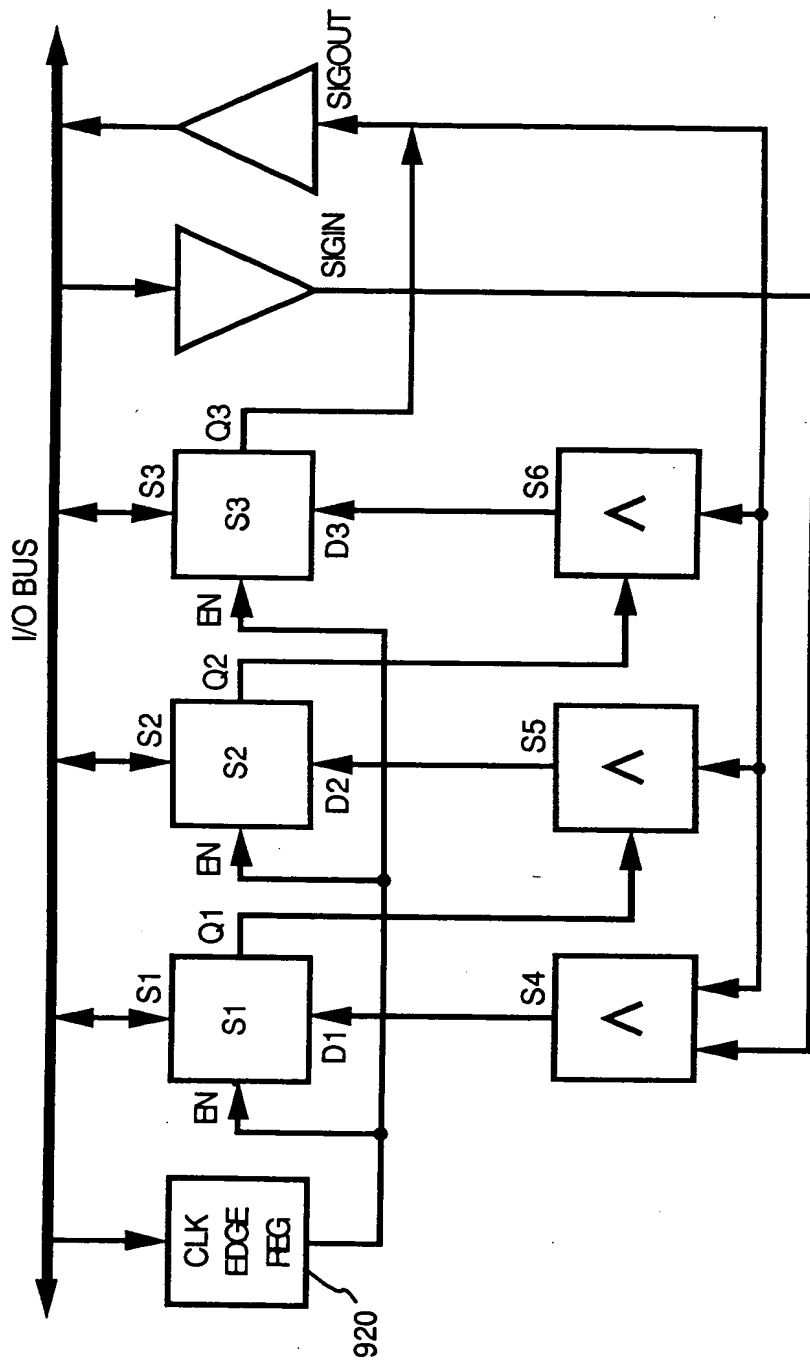 I/O BUS
S1
S2
S3
SIGIN
SIGOUT
CLK
EDGE
REG
920
EN
S1
Q1
EN
S2
Q2
EN
S3
Q3
D1
D2
D3
S4
S5
S6
V
V
V